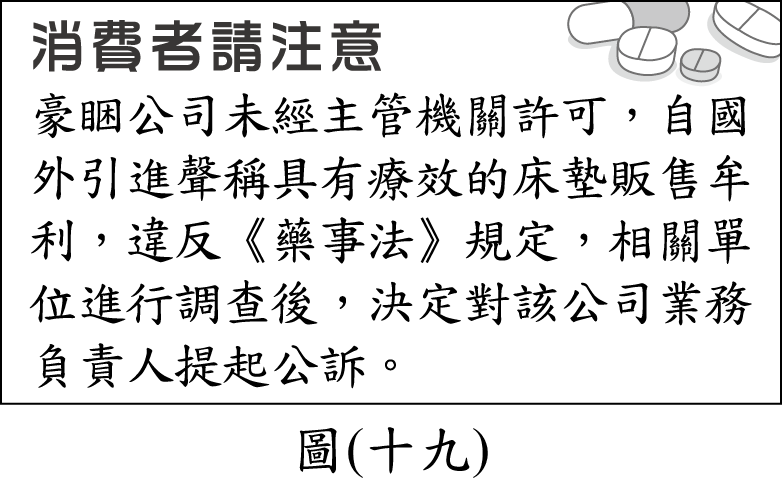 消費者請注意
豪睏公司未經主管機關許可，自國
外引進聲稱具有療效的床墊販售牟
利，違反《藥事法》規定，相關單
位進行調查後，決定對該公司業務
負責人提起公訴。
圖(十九)